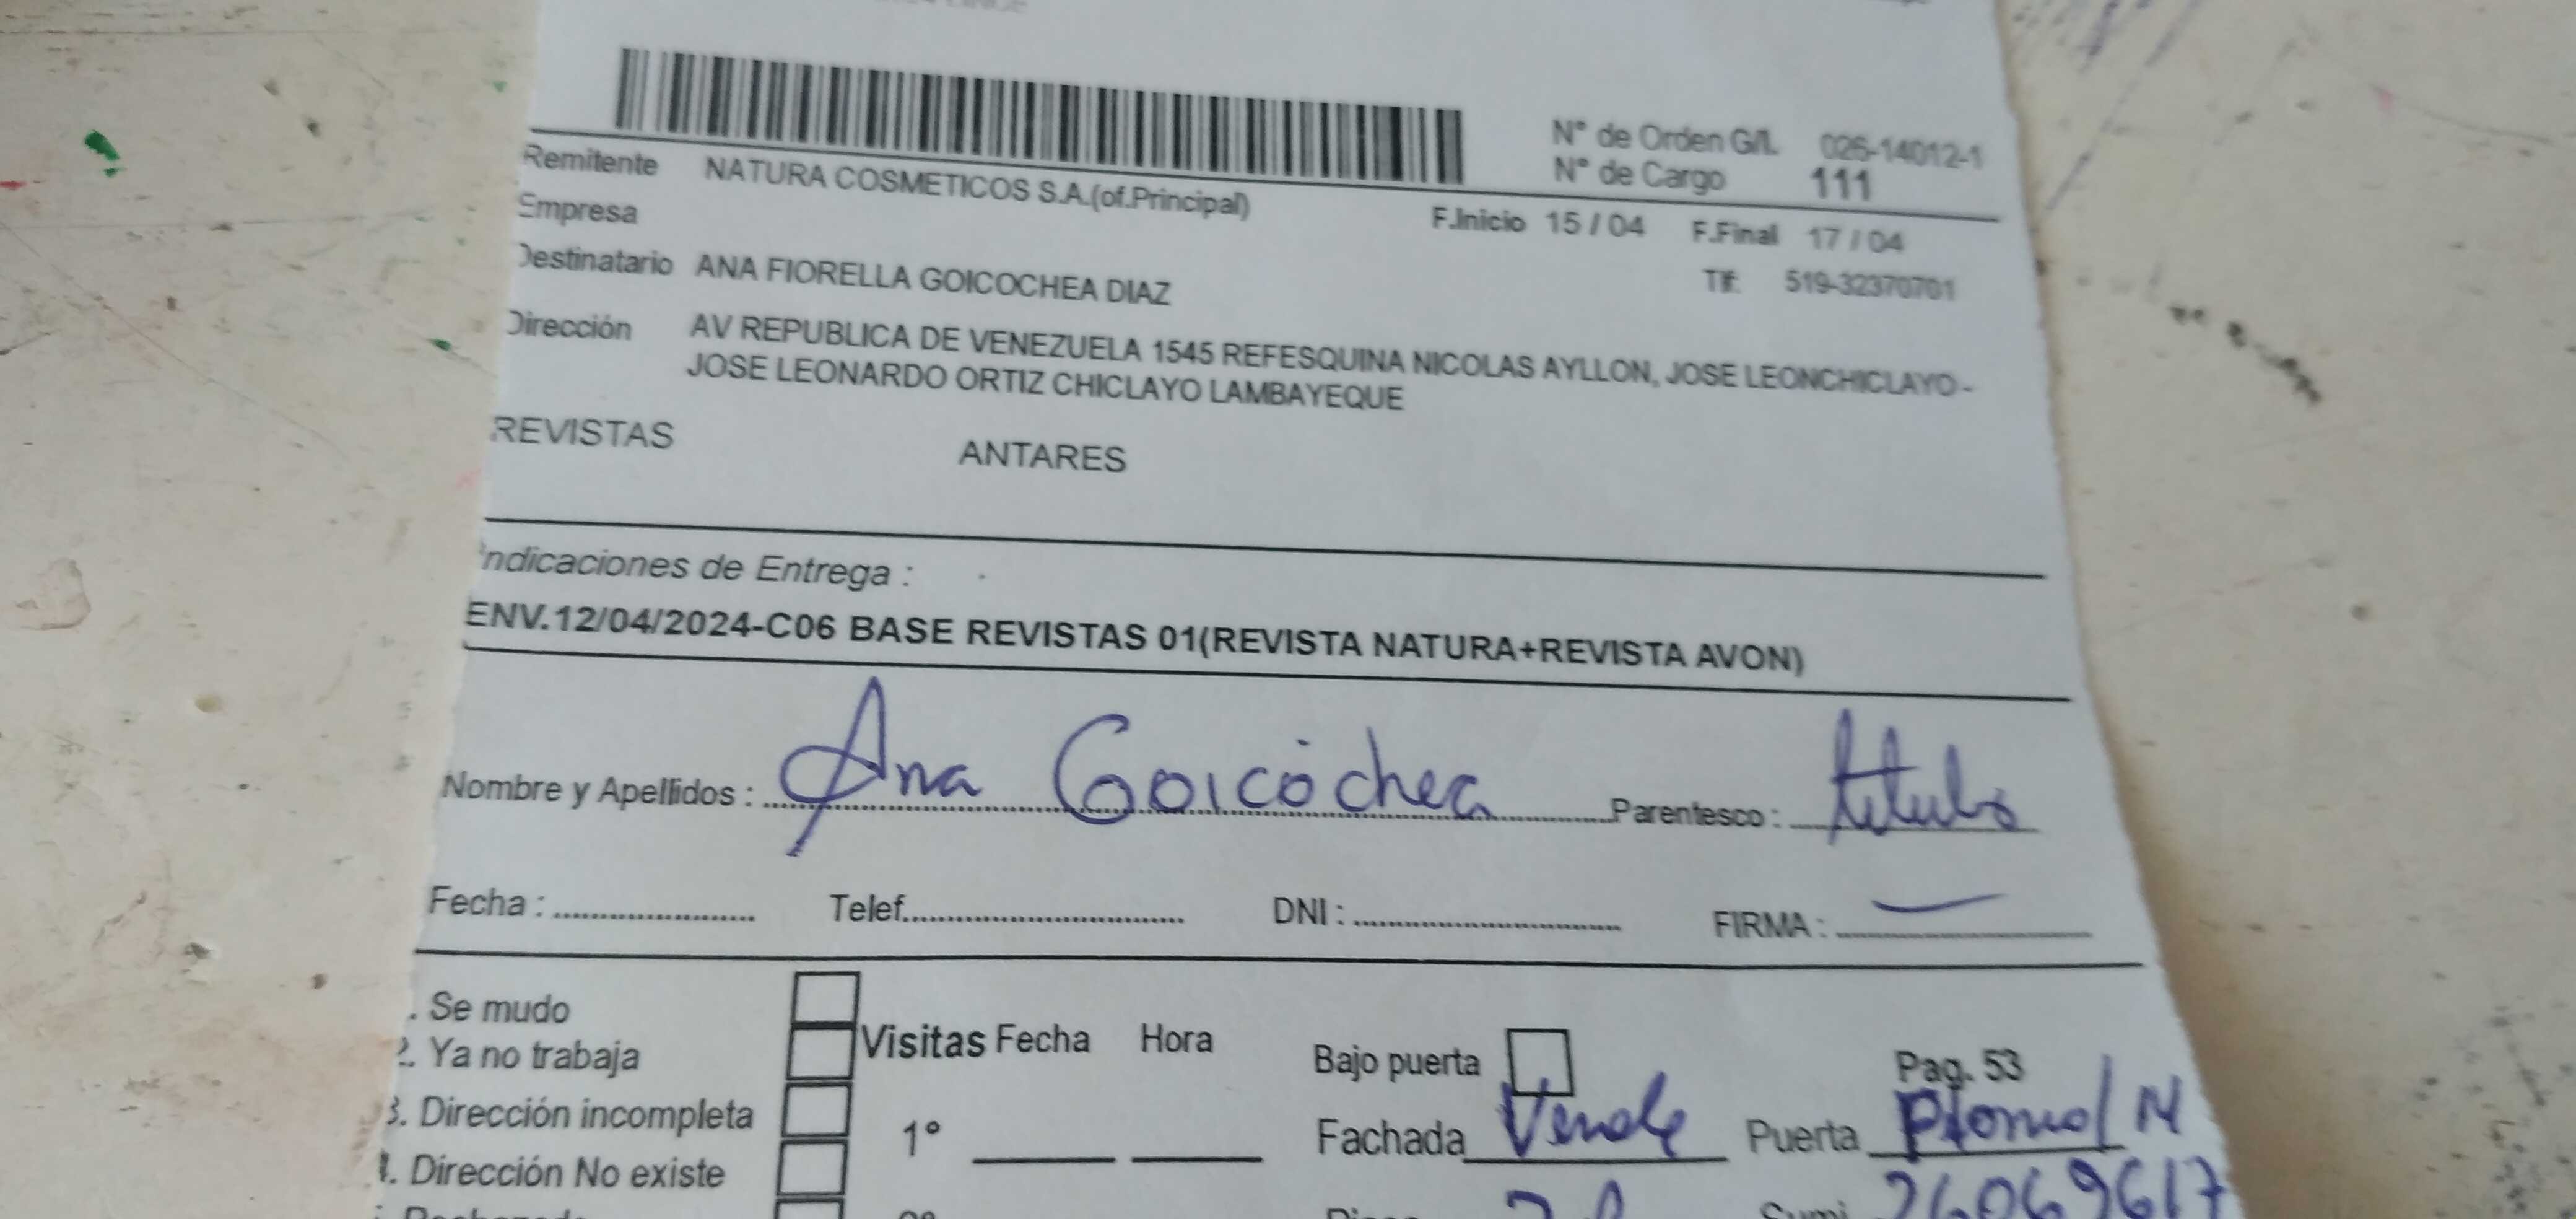 N° de Orden G/L 026-14012-1
N° de Cargo 111
Remitente NATURA COSMETICOS S.A.(of.Principal)
Empresa
F.Inicio 15 / 04 F.Final 17 / 04
Destinatario ANA FIORELLA GOICOCHEA DIAZ
Tlf: 519-32370701
Dirección AV REPUBLICA DE VENEZUELA 1545 REFESQUINA NICOLAS AYLLON, JOSE LEONCHICLAYO -
JOSE LEONARDO ORTIZ CHICLAYO LAMBAYEQUE
REVISTAS ANTARES
Indicaciones de Entrega :
ENV.12/04/2024-C06 BASE REVISTAS 01(REVISTA NATURA+REVISTA AVON)
Nombre y Apellidos : Ana Goicochea Parentesco :
Fecha : Telef. DNI : FIRMA :
. Se mudo
2. Ya no trabaja
3. Dirección incompleta
4. Dirección No existe
Visitas Fecha Hora
1°
Bajo puerta
Pag. 53
Fachada Puerta
26069617